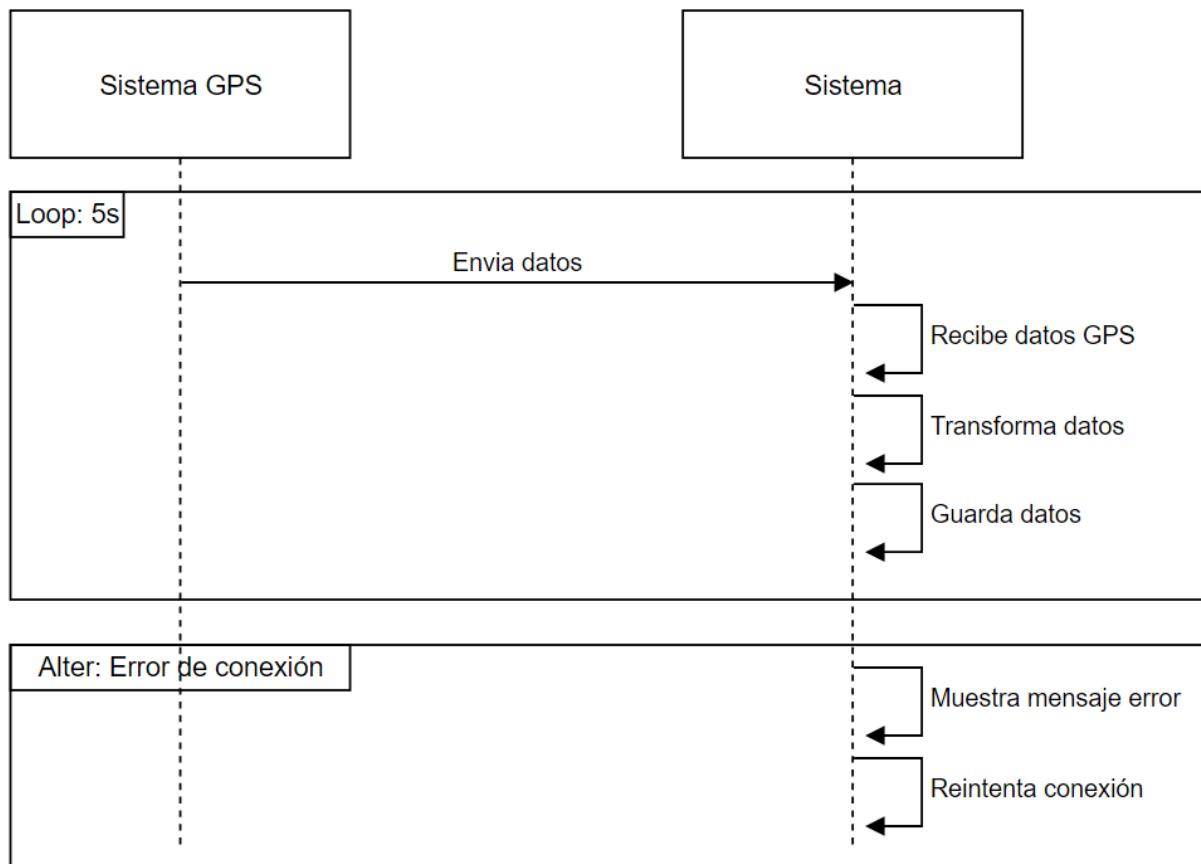 Sistema GPS
Sistema
Loop: 5s
Envia datos
Recibe datos GPS
Transforma datos
Guarda datos
Alter: Error de conexión
Muestra mensaje error
Reintenta conexión